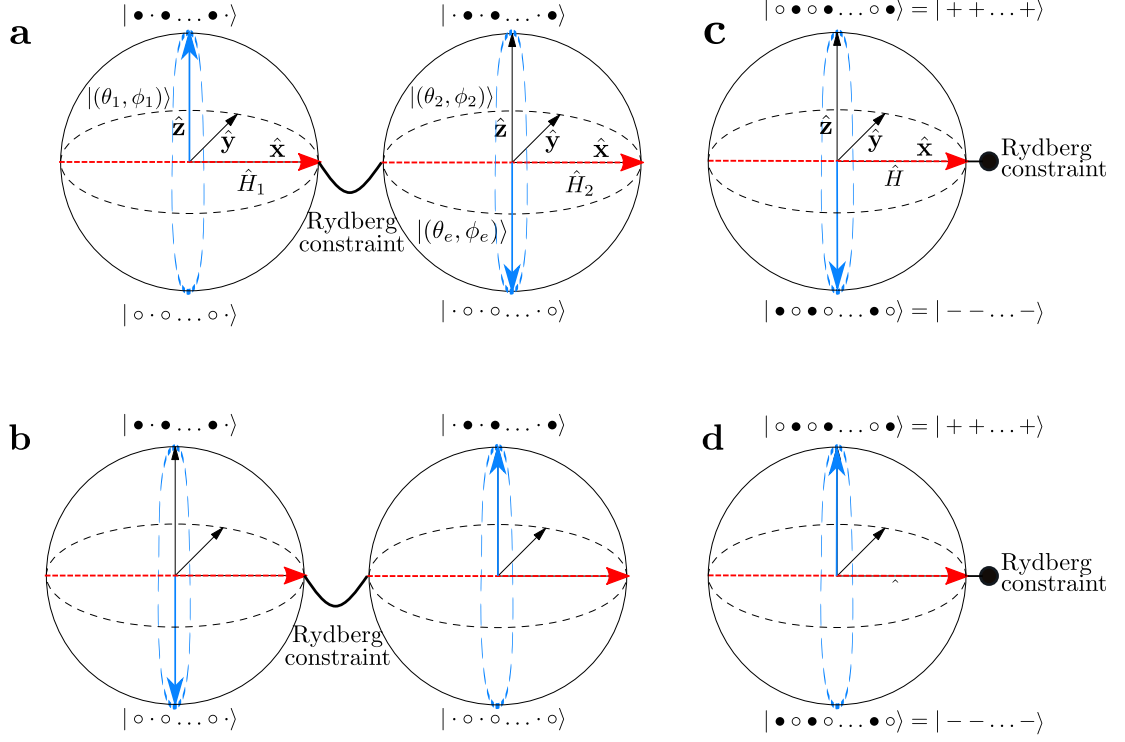 a
|● · ● … ● ·⟩
|· ● · ● … · ●⟩
c
|○ ● ○ ● … ○ ●⟩ = |+ + … +⟩
|(θ₁, ϕ₁)⟩
ẑ
ŷ
x̂
Ĥ₁
|(θ₂, ϕ₂)⟩
ẑ
ŷ
x̂
Ĥ₂
|(θₑ, ϕₑ)⟩
Rydberg
constraint
ẑ
ŷ
x̂
Ĥ
Rydberg
constraint
|○ · ○ … ○ ·⟩
|· ○ · ○ … · ○⟩
|● ○ ● ○ … ● ○⟩ = |− − … −⟩
b
|● · ● … ● ·⟩
|· ● · ● … · ●⟩
d
|○ ● ○ ● … ○ ●⟩ = |+ + … +⟩
Rydberg
constraint
Rydberg
constraint
|○ · ○ … ○ ·⟩
|· ○ · ○ … · ○⟩
|● ○ ● ○ … ● ○⟩ = |− − … −⟩